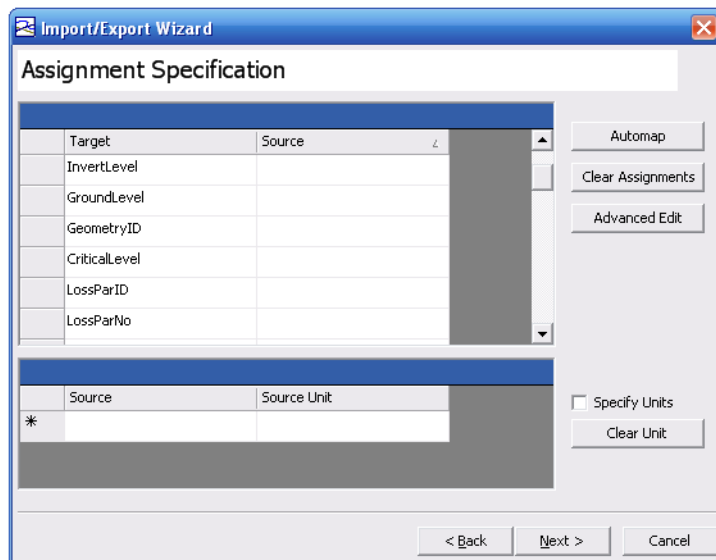 Import/Export Wizard
Assignment Specification
Target Source
InvertLevel
GroundLevel
GeometryID
CriticalLevel
LossParID
LossParNo
Automap
Clear Assignments
Advanced Edit
Source Source Unit
*
Specify Units
Clear Unit
< Back Next > Cancel